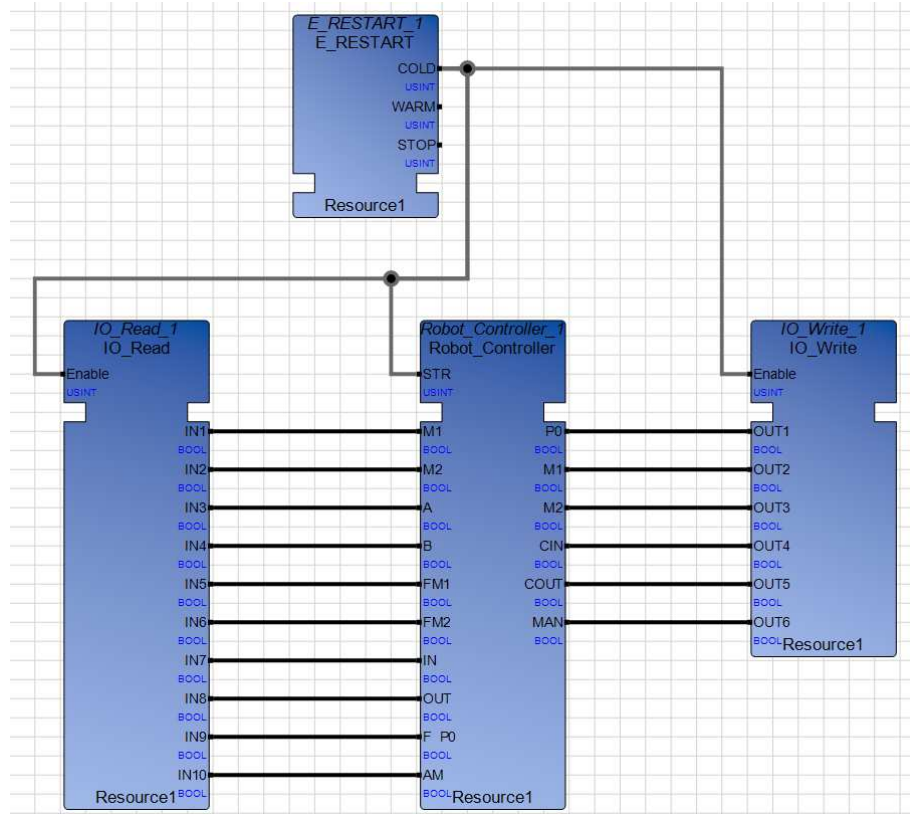 E_RESTART_1
E_RESTART
COLD
USINT
WARM
USINT
STOP
USINT
Resource1
IO_Read_1
IO_Read
Enable
USINT
IN1
BOOL
IN2
BOOL
IN3
BOOL
IN4
BOOL
IN5
BOOL
IN6
BOOL
IN7
BOOL
IN8
BOOL
IN9
BOOL
IN10
BOOL
Resource1
Robot_Controller_1
Robot_Controller
STR
USINT
M1 P0
BOOL BOOL
M2 M1
BOOL BOOL
A M2
BOOL BOOL
B CIN
BOOL BOOL
FM1 COUT
BOOL BOOL
FM2 MAN
BOOL BOOL
IN
BOOL
OUT
BOOL
F_P0
BOOL
AM
BOOL
Resource1
IO_Write_1
IO_Write
Enable
USINT
OUT1
BOOL
OUT2
BOOL
OUT3
BOOL
OUT4
BOOL
OUT5
BOOL
OUT6
BOOL
Resource1